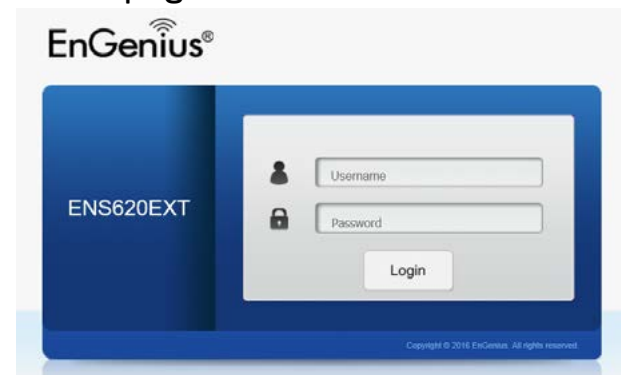 EnGenius®
ENS620EXT
Username
Password
Login
Copyright © 2016 EnGenius. All rights reserved.